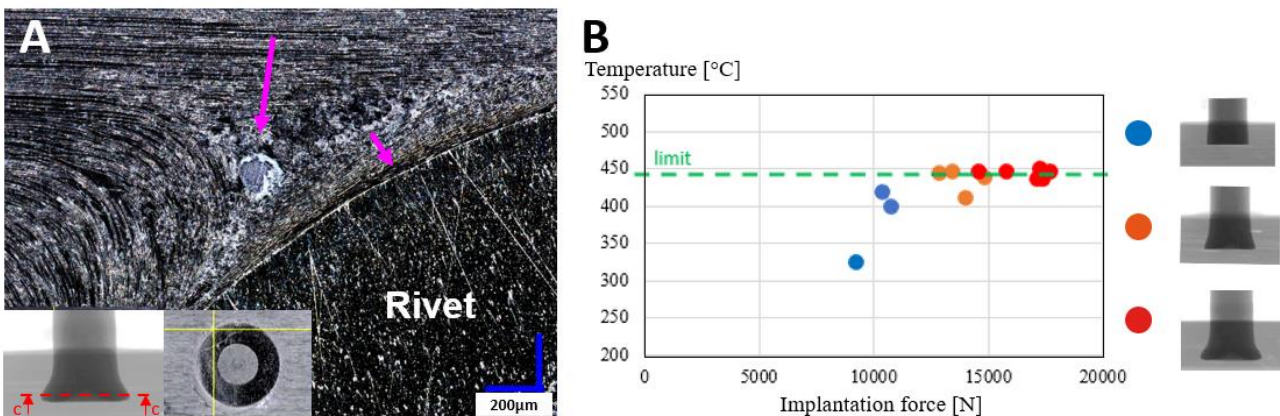 A
Rivet
200µm
c
c
B
Temperature [°C]
550
500
450
400
350
300
250
200
limit
0
5000
10000
15000
20000
Implantation force [N]